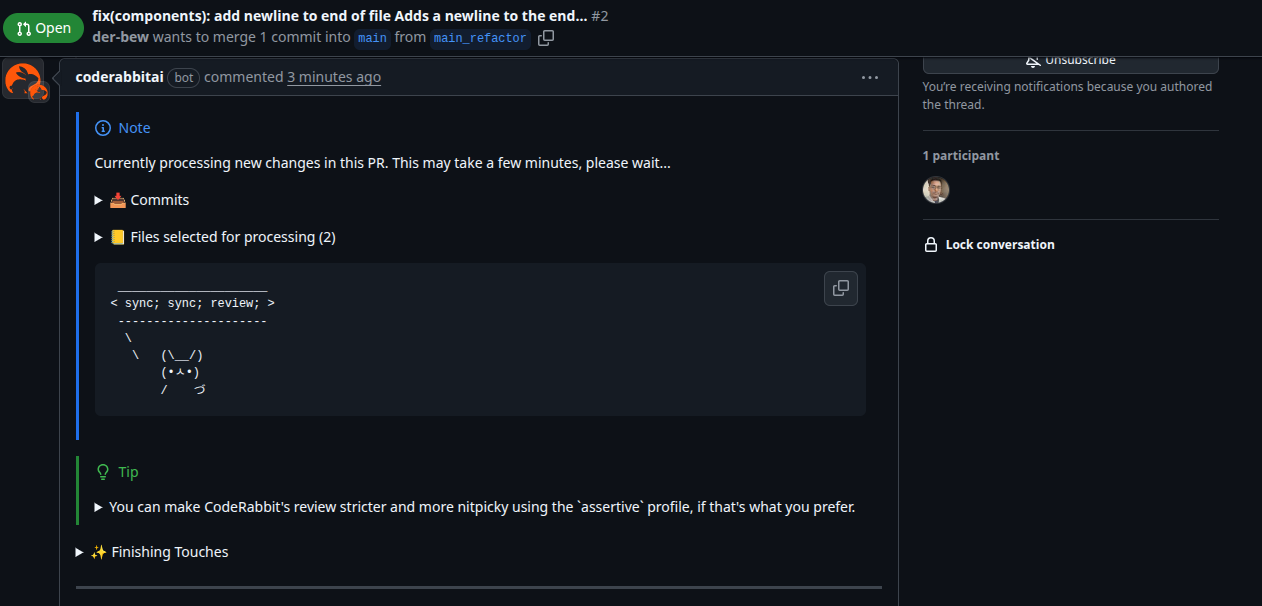 Open
fix(components): add newline to end of file Adds a newline to the end... #2
der-bew wants to merge 1 commit into main from main_refactor
coderabbitai bot commented 3 minutes ago
Unsubscribe
You're receiving notifications because you authored
the thread.
1 participant
Lock conversation
Note
Currently processing new changes in this PR. This may take a few minutes, please wait...
📥 Commits
📒 Files selected for processing (2)
 _____________________
< sync; sync; review; >
 ---------------------
  \
   \   (\__/)
       (•ㅅ•)
       /   づ
Tip
You can make CodeRabbit's review stricter and more nitpicky using the `assertive` profile, if that's what you prefer.
✨ Finishing Touches